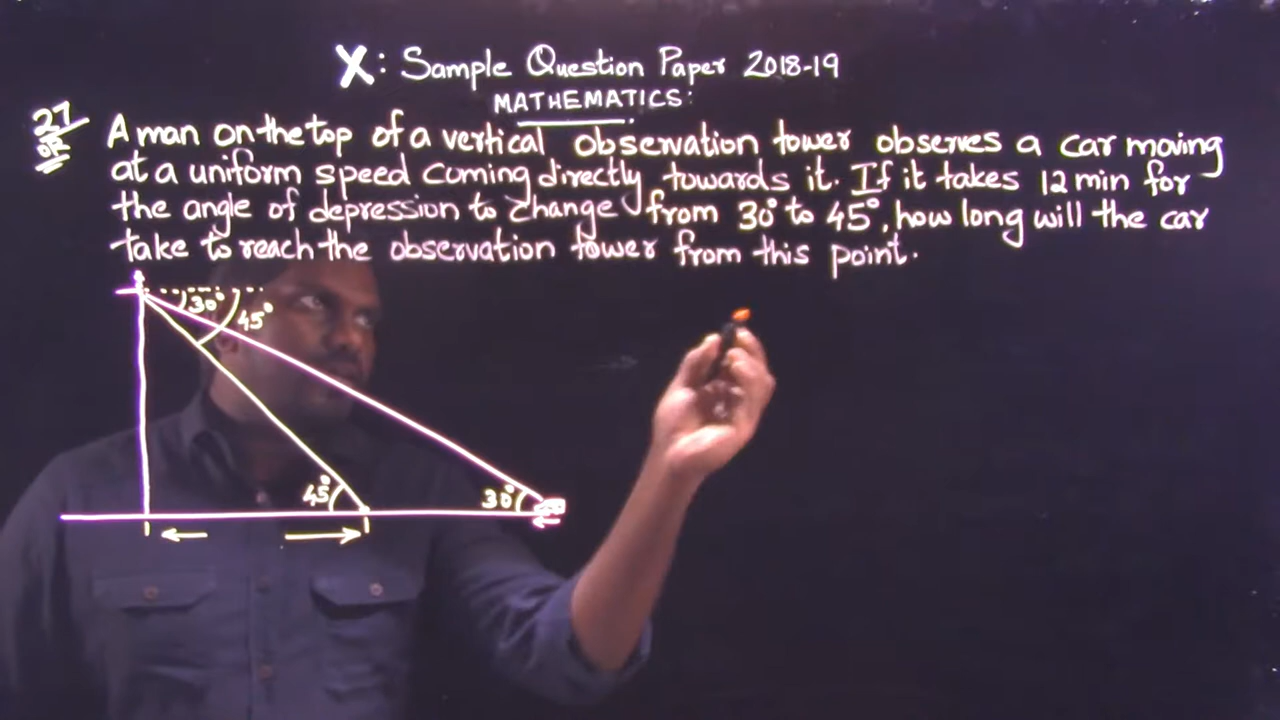 X: Sample Question Paper 2018-19
MATHEMATICS:
27 OR A man on the top of a vertical observation tower observes a car moving
at a uniform speed coming directly towards it. If it takes 12 min for
the angle of depression to change from 30° to 45°, how long will the car
take to reach the observation tower from this point.
30°
45°
45°
30°